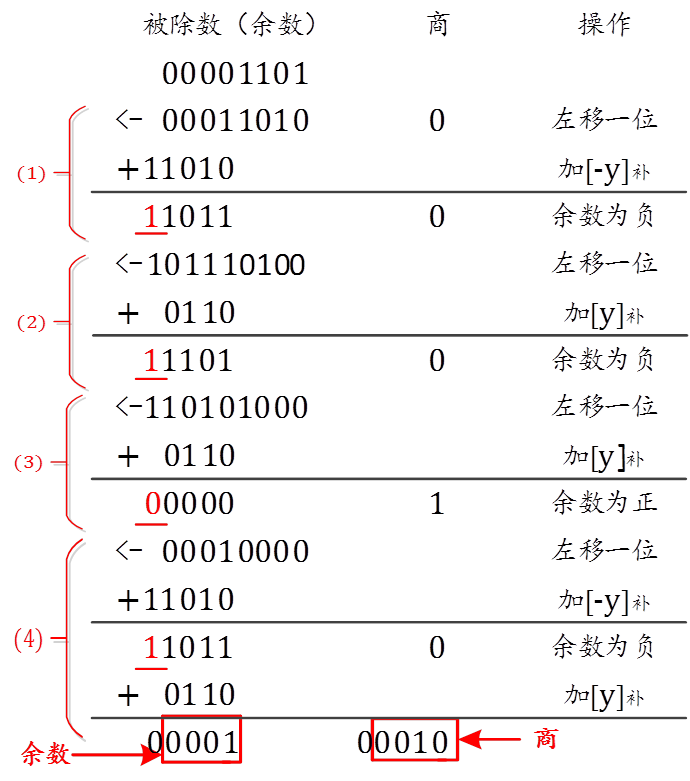 被除数（余数） 商 操作
00001101
<- 00011010 0 左移一位
(1) +11010 加[-y]补
11011 0 余数为负
<-101110100 左移一位
(2) + 0110 加[y]补
11101 0 余数为负
<-110101000 左移一位
(3) + 0110 加[y]补
00000 1 余数为正
<- 00010000 左移一位
+11010 加[-y]补
(4) 11011 0 余数为负
+ 0110 加[y]补
余数 00001 00010 商